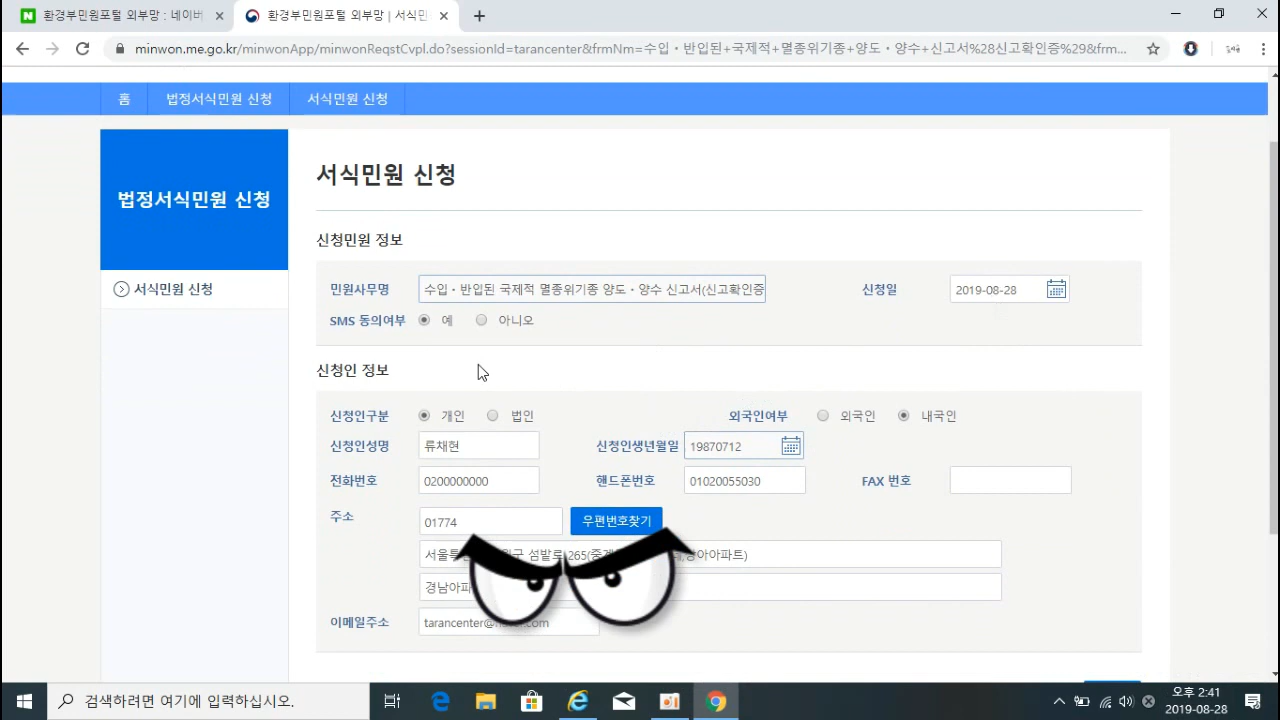 환경부민원포털 외부망 : 네이버
환경부민원포털 외부망 | 서식민
minwon.me.go.kr/minwonApp/minwonReqstCvpl.do?sessionId=tarancenter&frmNm=수입・반입된+국제적+멸종위기종+양도・양수+신고서%28신고확인증%29&frm...
홈 법정서식민원 신청 서식민원 신청
법정서식민원 신청
서식민원 신청
서식민원 신청
신청민원 정보
민원사무명 수입・반입된 국제적 멸종위기종 양도・양수 신고서(신고확인증 신청일 2019-08-28
SMS 동의여부 예 아니오
신청인 정보
신청인구분 개인 법인 외국인여부 외국인 내국인
신청인성명 류채현 신청인생년월일 19870712
전화번호 0200000000 핸드폰번호 01020055030 FAX 번호
주소 01774 우편번호찾기
섬밭로 265
경남아파
이메일주소 tarancenter@
검색하려면 여기에 입력하십시오.
오후 2:41
2019-08-28